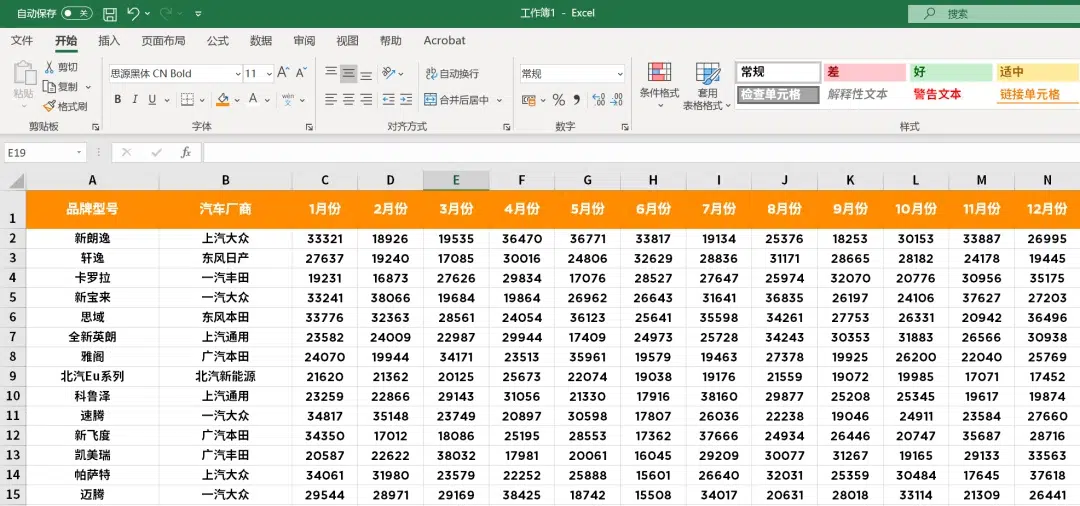 自动保存 关 工作簿1 - Excel 搜索
文件 开始 插入 页面布局 公式 数据 审阅 视图 帮助 Acrobat
剪切 思源黑体 CN Bold 11 A A 自动换行 常规 常规 差 好 适中
粘贴 复制 B I U A wén 合并后居中 % 条件格式 套用 检查单元格 解释性文本 警告文本 链接单元格
格式刷 表格格式
剪贴板 字体 对齐方式 数字 样式
E19 fx
A B C D E F G H I J K L M N
1 品牌型号 汽车厂商 1月份 2月份 3月份 4月份 5月份 6月份 7月份 8月份 9月份 10月份 11月份 12月份
2 新朗逸 上汽大众 33321 18926 19535 36470 36771 33817 19134 25376 18253 30153 33887 26995
3 轩逸 东风日产 27637 19240 17085 30016 24806 32629 28836 31171 28665 28182 24178 19445
4 卡罗拉 一汽丰田 19231 16873 27626 29834 17076 28527 27647 25974 32070 20776 30956 35175
5 新宝来 一汽大众 33241 38066 19684 19864 26962 26643 31641 36835 26197 24106 37627 27203
6 思域 东风本田 33776 32363 28561 24054 36123 25641 35598 34261 27753 26331 20942 36496
7 全新英朗 上汽通用 23582 24009 22987 29944 17409 24973 25728 34243 30353 31883 26566 30938
8 雅阁 广汽本田 24070 19944 34171 23513 35961 19579 19463 27378 19925 26200 22040 25769
9 北汽Eu系列 北汽新能源 21620 21362 20125 25673 22074 19038 19176 21559 19072 19985 17071 17452
10 科鲁泽 上汽通用 23259 22866 29143 31056 21330 17916 38160 29877 25208 25345 19617 19874
11 速腾 一汽大众 34817 35148 23749 20897 30598 17807 26036 22238 19046 24911 23584 27660
12 新飞度 广汽本田 34350 17012 18086 25195 28553 17362 37666 24934 26446 20747 35687 28716
13 凯美瑞 广汽丰田 20587 22622 38032 17981 20061 16045 29209 30077 31267 19165 29133 33563
14 帕萨特 上汽大众 34061 31980 23579 22252 25888 15601 26640 32031 25359 30484 17645 37618
15 迈腾 一汽大众 29544 28971 29169 38425 18742 15508 34017 20631 28018 33114 21309 26441